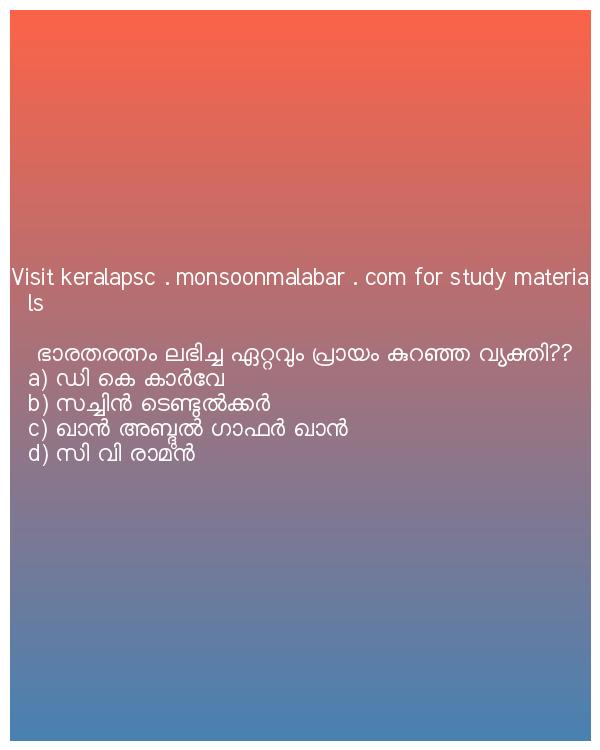 Visit keralapsc . monsoonmalabar . com for study materia
ls
ഭാരതരത്നം ലഭിച്ച ഏറ്റവും പ്രായം കുറഞ്ഞ വ്യക്തി??
a) ഡി കെ കാർവേ
b) സച്ചിൻ ടെണ്ടുൽക്കർ
c) ഖാൻ അബ്ദുൽ ഗാഫർ ഖാൻ
d) സി വി രാമൻ